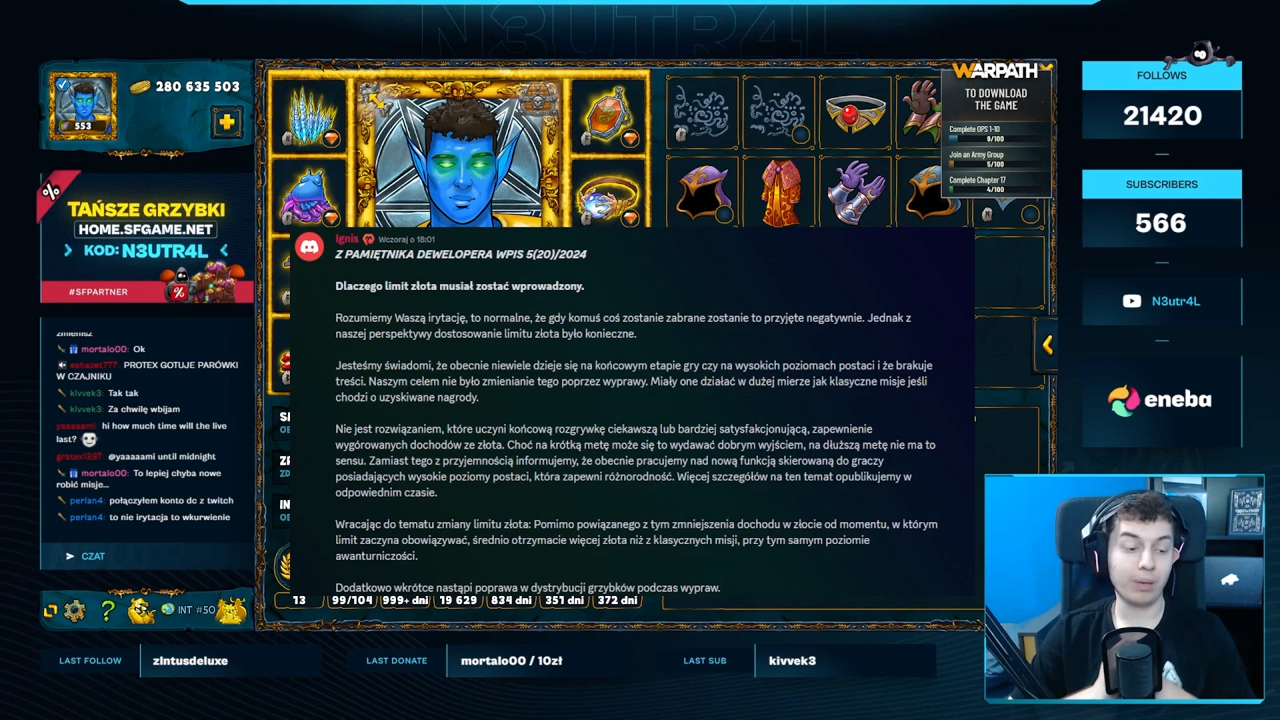 N3UTR4L
280 635 503
553
%
TAŃSZE GRZYBKI
HOME.SFGAME.NET
KOD: N3UTR4L
#SFPARTNER
%
zmienisz
mortalo00: Ok
eshazet777: PROTEX GOTUJE PARÓWKI
W CZAJNIKU
kivvek3: Tak tak
kivvek3: Za chwilę wbijam
yaaaaami: hi how much time will the live
last?
gretex1337: @yaaaaami until midnight
mortalo00: To lepiej chyba nowe
robić misje...
perlan4: połączyłem konto dc z twitch
perlan4: to nie irytacja to wkurwienie
CZAT
INT #50
WARPATH
TO DOWNLOAD
THE GAME
Complete OPS 1-10
9/100
Join an Army Group
5/100
Complete Chapter 17
4/100
Ignis Wczoraj o 18:01
Z PAMIĘTNIKA DEWELOPERA WPIS 5(20)/2024
Dlaczego limit złota musiał zostać wprowadzony.
Rozumiemy Waszą irytację, to normalne, że gdy komuś coś zostanie zabrane zostanie to przyjęte negatywnie. Jednak z
naszej perspektywy dostosowanie limitu złota było konieczne.
Jesteśmy świadomi, że obecnie niewiele dzieje się na końcowym etapie gry czy na wysokich poziomach postaci i że brakuje
treści. Naszym celem nie było zmienianie tego poprzez wyprawy. Miały one działać w dużej mierze jak klasyczne misje jeśli
chodzi o uzyskiwane nagrody.
Nie jest rozwiązaniem, które uczyni końcową rozgrywkę ciekawszą lub bardziej satysfakcjonującą, zapewnienie
wygórowanych dochodów ze złota. Choć na krótką metę może się to wydawać dobrym wyjściem, na dłuższą metę nie ma to
sensu. Zamiast tego z przyjemnością informujemy, że obecnie pracujemy nad nową funkcją skierowaną do graczy
posiadających wysokie poziomy postaci, która zapewni różnorodność. Więcej szczegółów na ten temat opublikujemy w
odpowiednim czasie.
Wracając do tematu zmiany limitu złota: Pomimo powiązanego z tym zmniejszenia dochodu w złocie od momentu, w którym
limit zaczyna obowiązywać, średnio otrzymacie więcej złota niż z klasycznych misji, przy tym samym poziomie
awanturniczości.
Dodatkowo wkrótce nastąpi poprawa w dystrybucji grzybków podczas wypraw.
13 99/104 999+ dni 19 629 834 dni 351 dni 372 dni
FOLLOWS
21420
SUBSCRIBERS
566
N3utr4L
eneba
LAST FOLLOW zintusdeluxe
LAST DONATE mortalo00 / 10zł
LAST SUB kivvek3